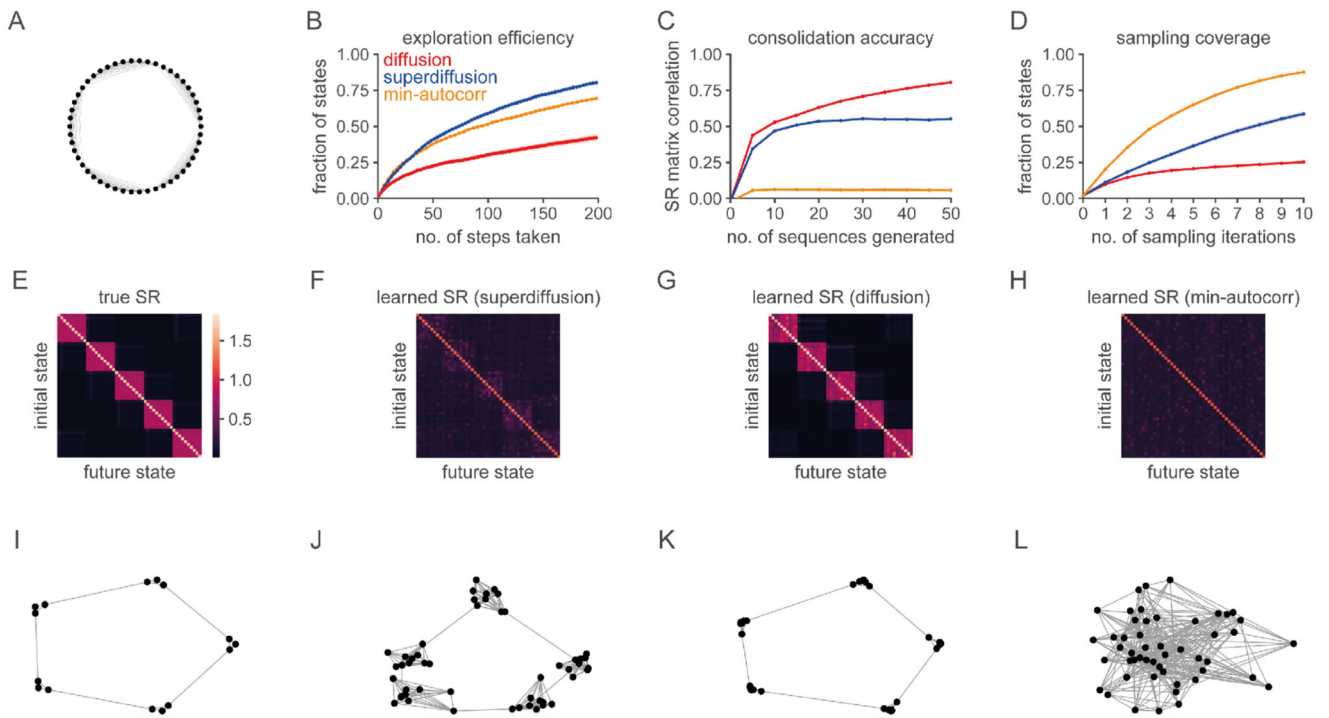 A
B
exploration efficiency
fraction of states
1.00
0.75
0.50
0.25
0.00
diffusion
superdiffusion
min-autocorr
0 50 100 150 200
no. of steps taken
C
consolidation accuracy
SR matrix correlation
1.00
0.75
0.50
0.25
0.00
0 10 20 30 40 50
no. of sequences generated
D
sampling coverage
fraction of states
1.00
0.75
0.50
0.25
0.00
0 1 2 3 4 5 6 7 8 9 10
no. of sampling iterations
E
true SR
initial state
future state
1.5
1.0
0.5
F
learned SR (superdiffusion)
initial state
future state
G
learned SR (diffusion)
initial state
future state
H
learned SR (min-autocorr)
initial state
future state
I
J
K
L